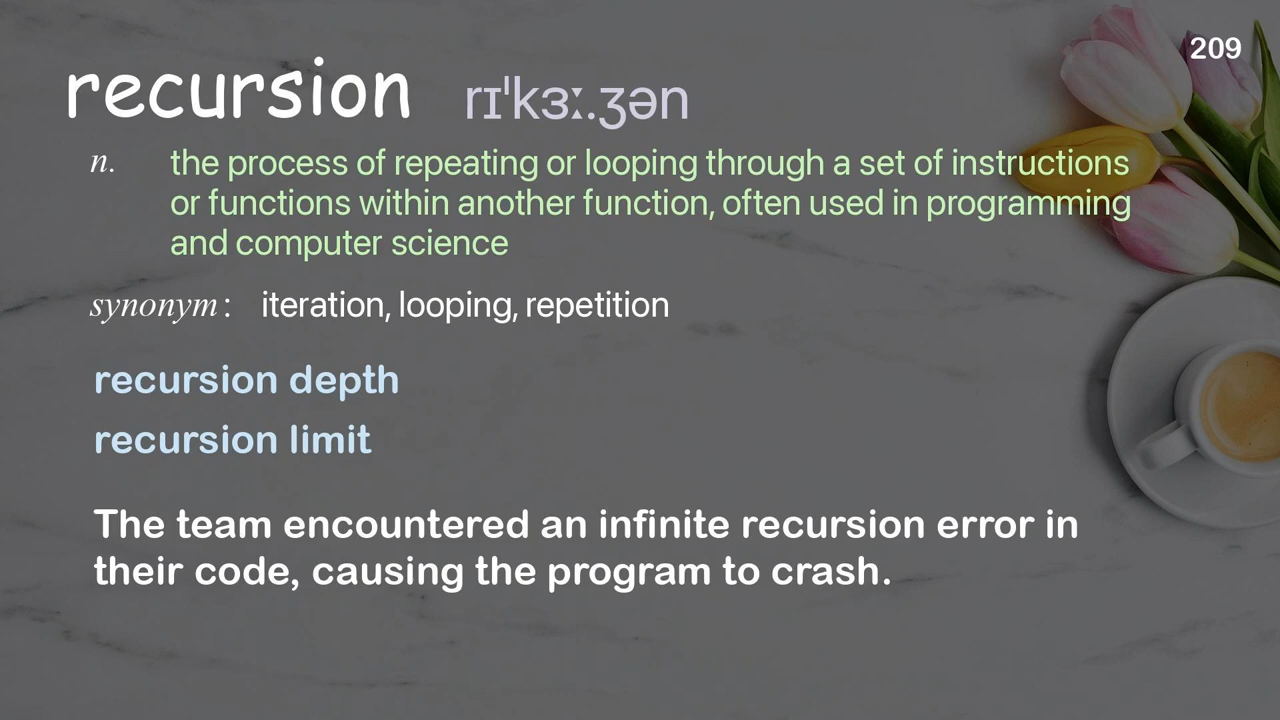 209
recursion rɪˈkɜː.ʒən
n. the process of repeating or looping through a set of instructions
or functions within another function, often used in programming
and computer science
synonym: iteration, looping, repetition
recursion depth
recursion limit
The team encountered an infinite recursion error in
their code, causing the program to crash.